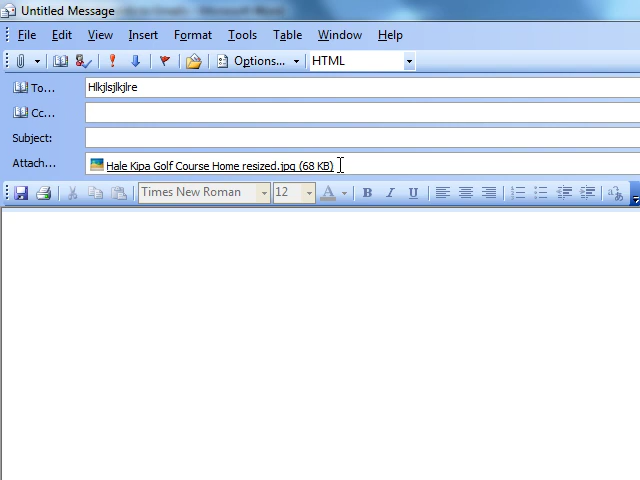 Untitled Message
File Edit View Insert Format Tools Table Window Help
Options... HTML
To... Hlkjlsjlkjlre
Cc...
Subject:
Attach... Hale Kipa Golf Course Home resized.jpg (68 KB)
Times New Roman 12 A B I U